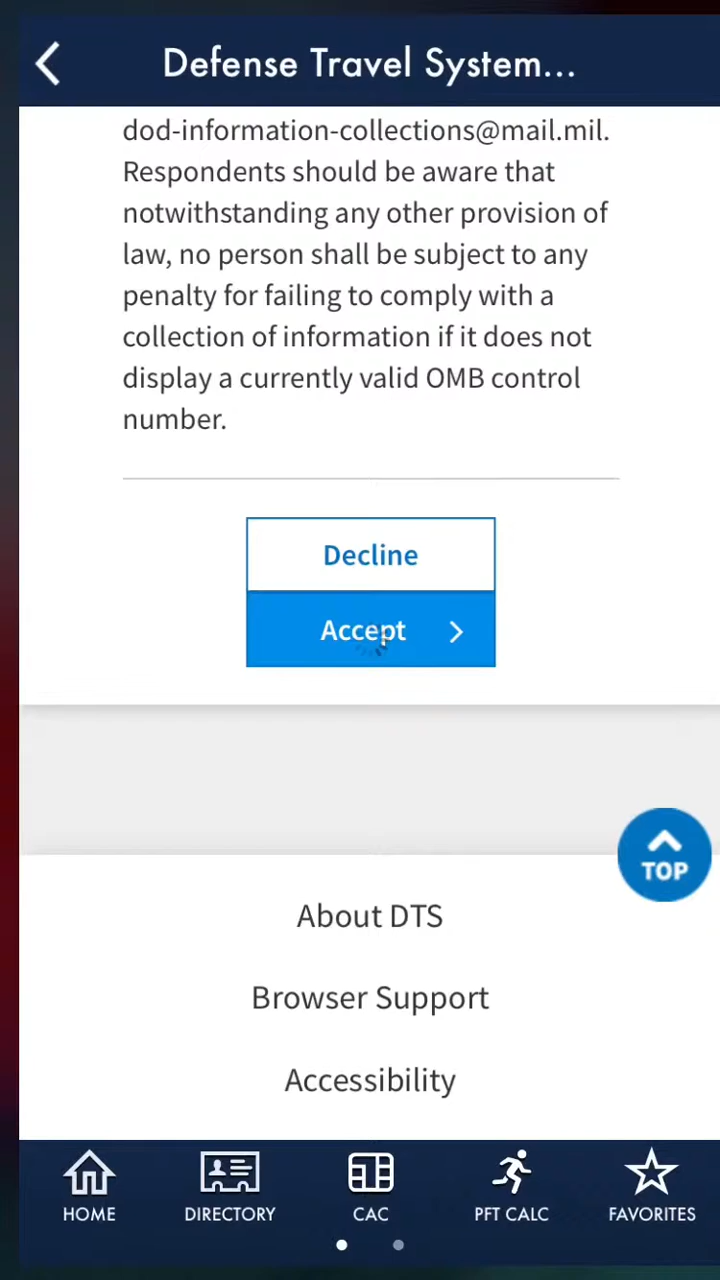 Defense Travel System...
dod-information-collections@mail.mil.
Respondents should be aware that
notwithstanding any other provision of
law, no person shall be subject to any
penalty for failing to comply with a
collection of information if it does not
display a currently valid OMB control
number.
Decline
Accept
TOP
About DTS
Browser Support
Accessibility
HOME DIRECTORY CAC PFT CALC FAVORITES